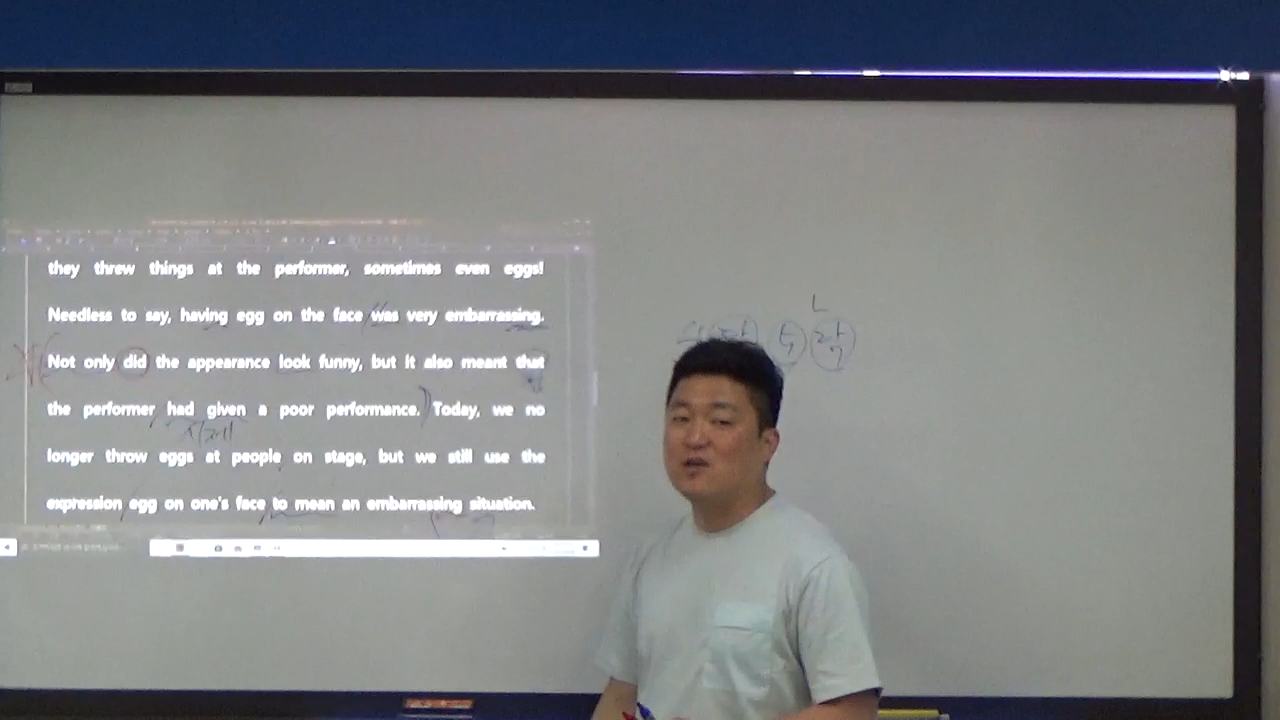 they threw things at the performer, sometimes even eggs!
Needless to say, having egg on the face was very embarrassing.
Not only did the appearance look funny, but it also meant that
the performer had given a poor performance. Today, we no
시제
longer throw eggs at people on stage, but we still use the
expression egg on one's face to mean an embarrassing situation.